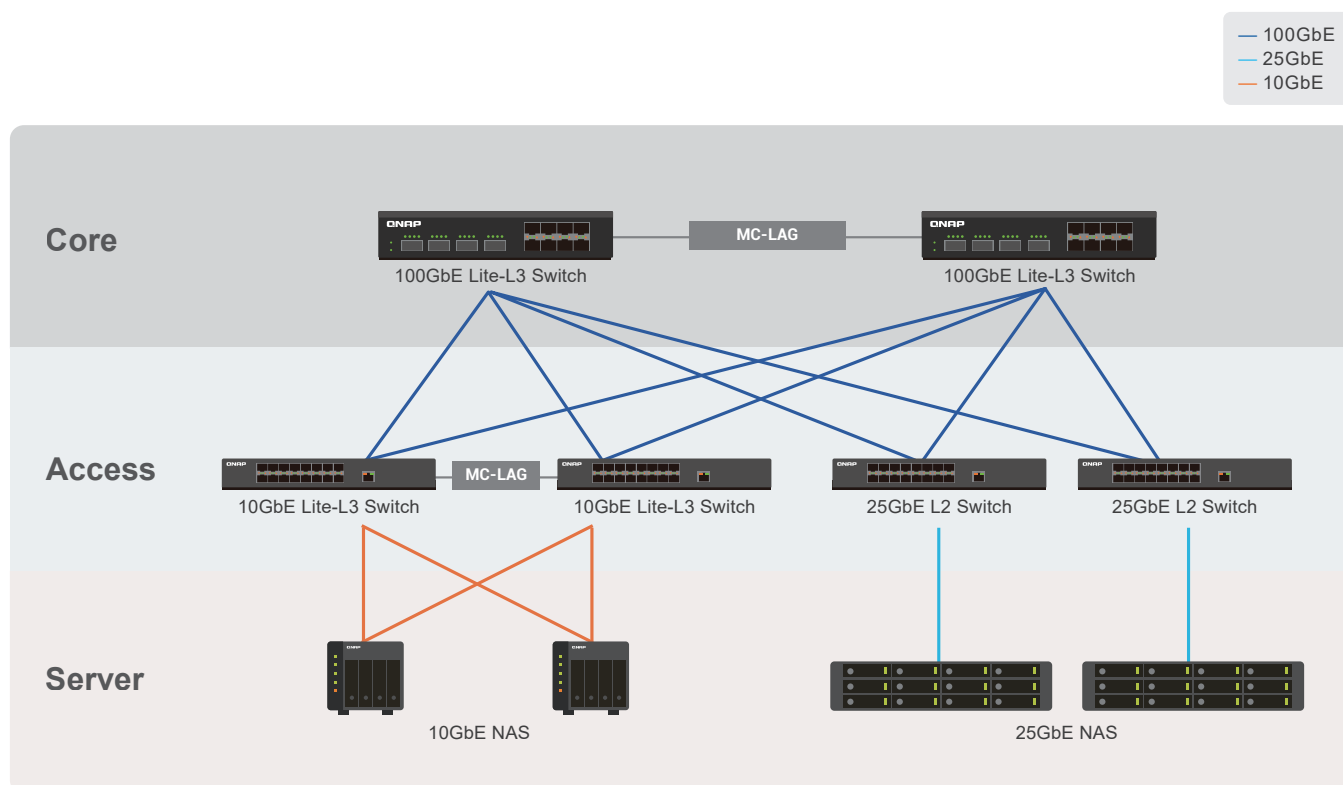 100GbE
25GbE
10GbE
Core
QNAP
MC-LAG
QNAP
100GbE Lite-L3 Switch
100GbE Lite-L3 Switch
Access
QNAP
MC-LAG
QNAP
QNAP
QNAP
10GbE Lite-L3 Switch
10GbE Lite-L3 Switch
25GbE L2 Switch
25GbE L2 Switch
Server
QNAP
QNAP
10GbE NAS
25GbE NAS